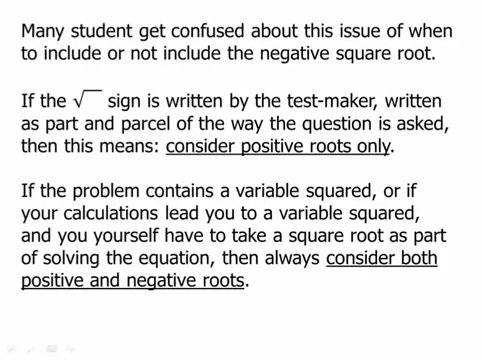 Many student get confused about this issue of when
to include or not include the negative square root.
If the √ sign is written by the test-maker, written
as part and parcel of the way the question is asked,
then this means: consider positive roots only.
If the problem contains a variable squared, or if
your calculations lead you to a variable squared,
and you yourself have to take a square root as part
of solving the equation, then always consider both
positive and negative roots.